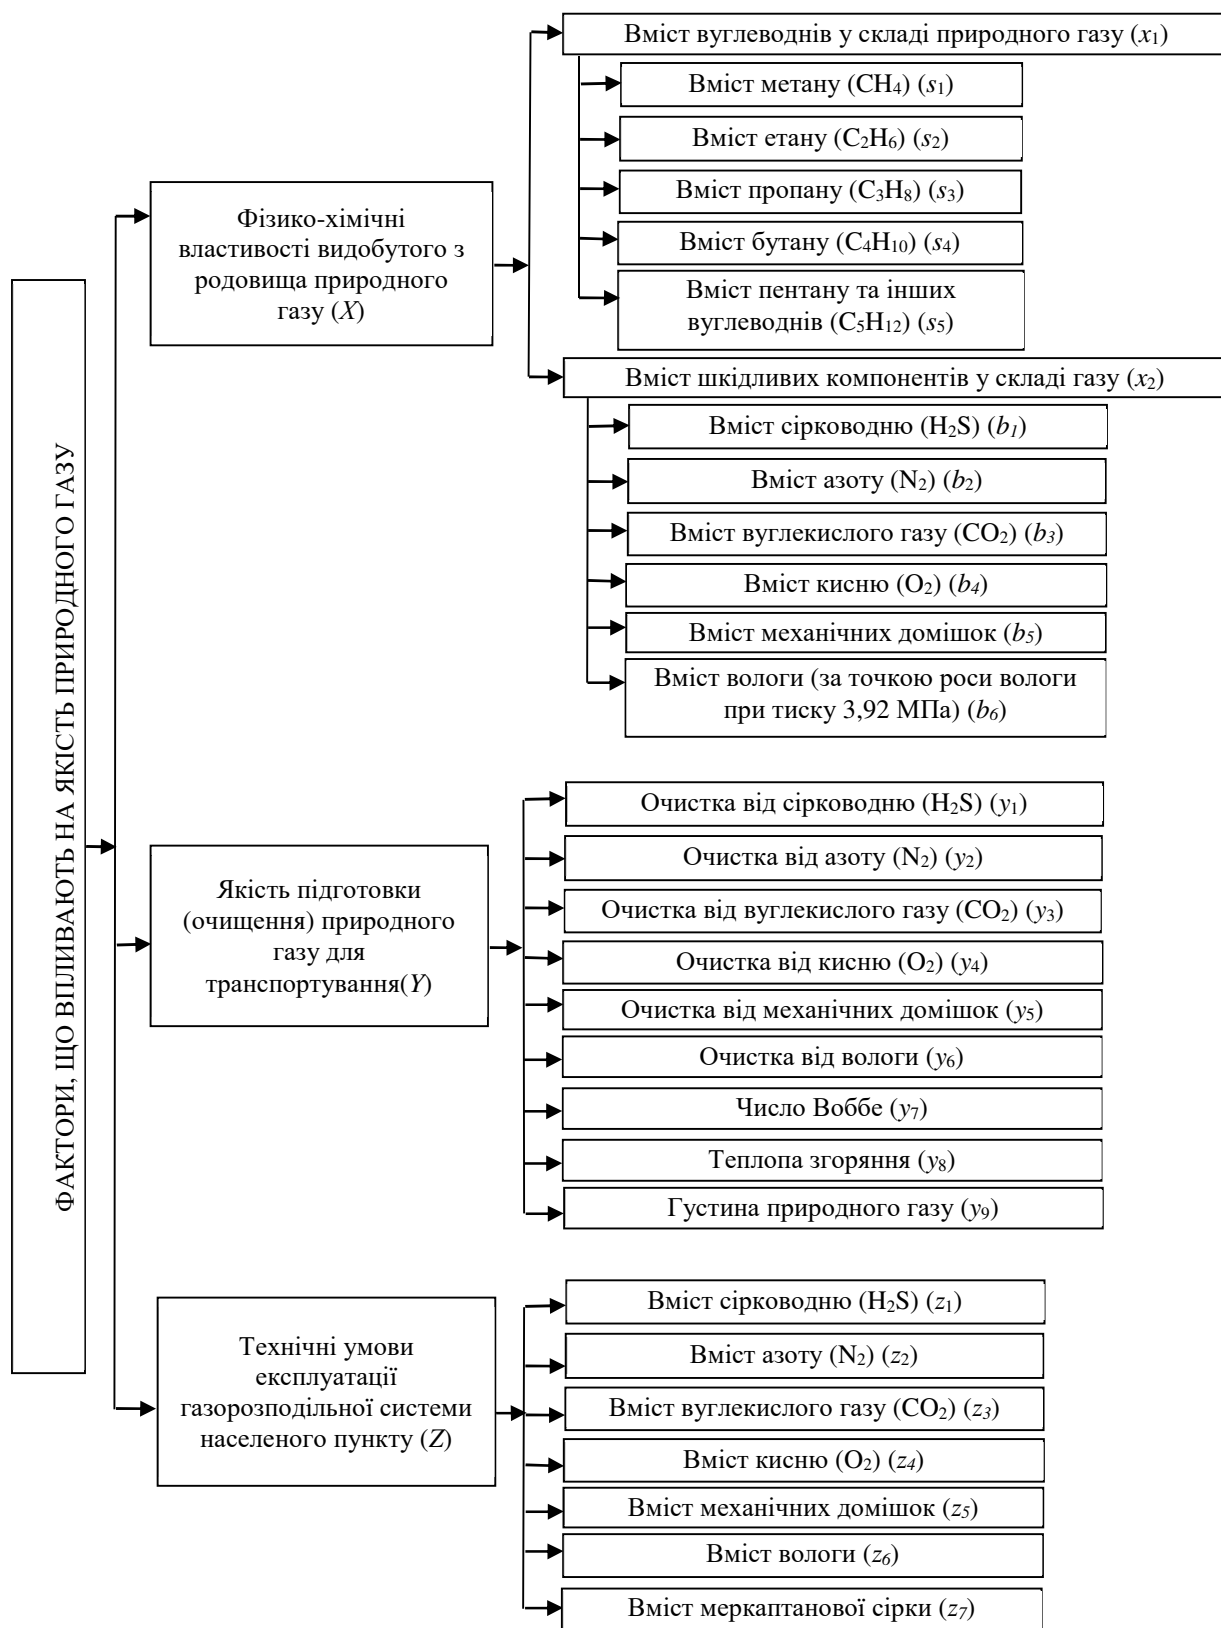 ФАКТОРИ, ЩО ВПЛИВАЮТЬ НА ЯКІСТЬ ПРИРОДНОГО ГАЗУ
Фізико-хімічні
властивості видобутого з
родовища природного
газу (X)
Вміст вуглеводнів у складі природного газу (x₁)
Вміст метану (CH₄) (s₁)
Вміст етану (C₂H₆) (s₂)
Вміст пропану (C₃H₈) (s₃)
Вміст бутану (C₄H₁₀) (s₄)
Вміст пентану та інших
вуглеводнів (C₅H₁₂) (s₅)
Вміст шкідливих компонентів у складі газу (x₂)
Вміст сірководню (H₂S) (b₁)
Вміст азоту (N₂) (b₂)
Вміст вуглекислого газу (CO₂) (b₃)
Вміст кисню (O₂) (b₄)
Вміст механічних домішок (b₅)
Вміст вологи (за точкою роси вологи
при тиску 3,92 МПа) (b₆)
Якість підготовки
(очищення) природного
газу для
транспортування(Y)
Очистка від сірководню (H₂S) (y₁)
Очистка від азоту (N₂) (y₂)
Очистка від вуглекислого газу (CO₂) (y₃)
Очистка від кисню (O₂) (y₄)
Очистка від механічних домішок (y₅)
Очистка від вологи (y₆)
Число Воббе (y₇)
Теплопа згоряння (y₈)
Густина природного газу (y₉)
Технічні умови
експлуатації
газорозподільної системи
населеного пункту (Z)
Вміст сірководню (H₂S) (z₁)
Вміст азоту (N₂) (z₂)
Вміст вуглекислого газу (CO₂) (z₃)
Вміст кисню (O₂) (z₄)
Вміст механічних домішок (z₅)
Вміст вологи (z₆)
Вміст меркаптанової сірки (z₇)